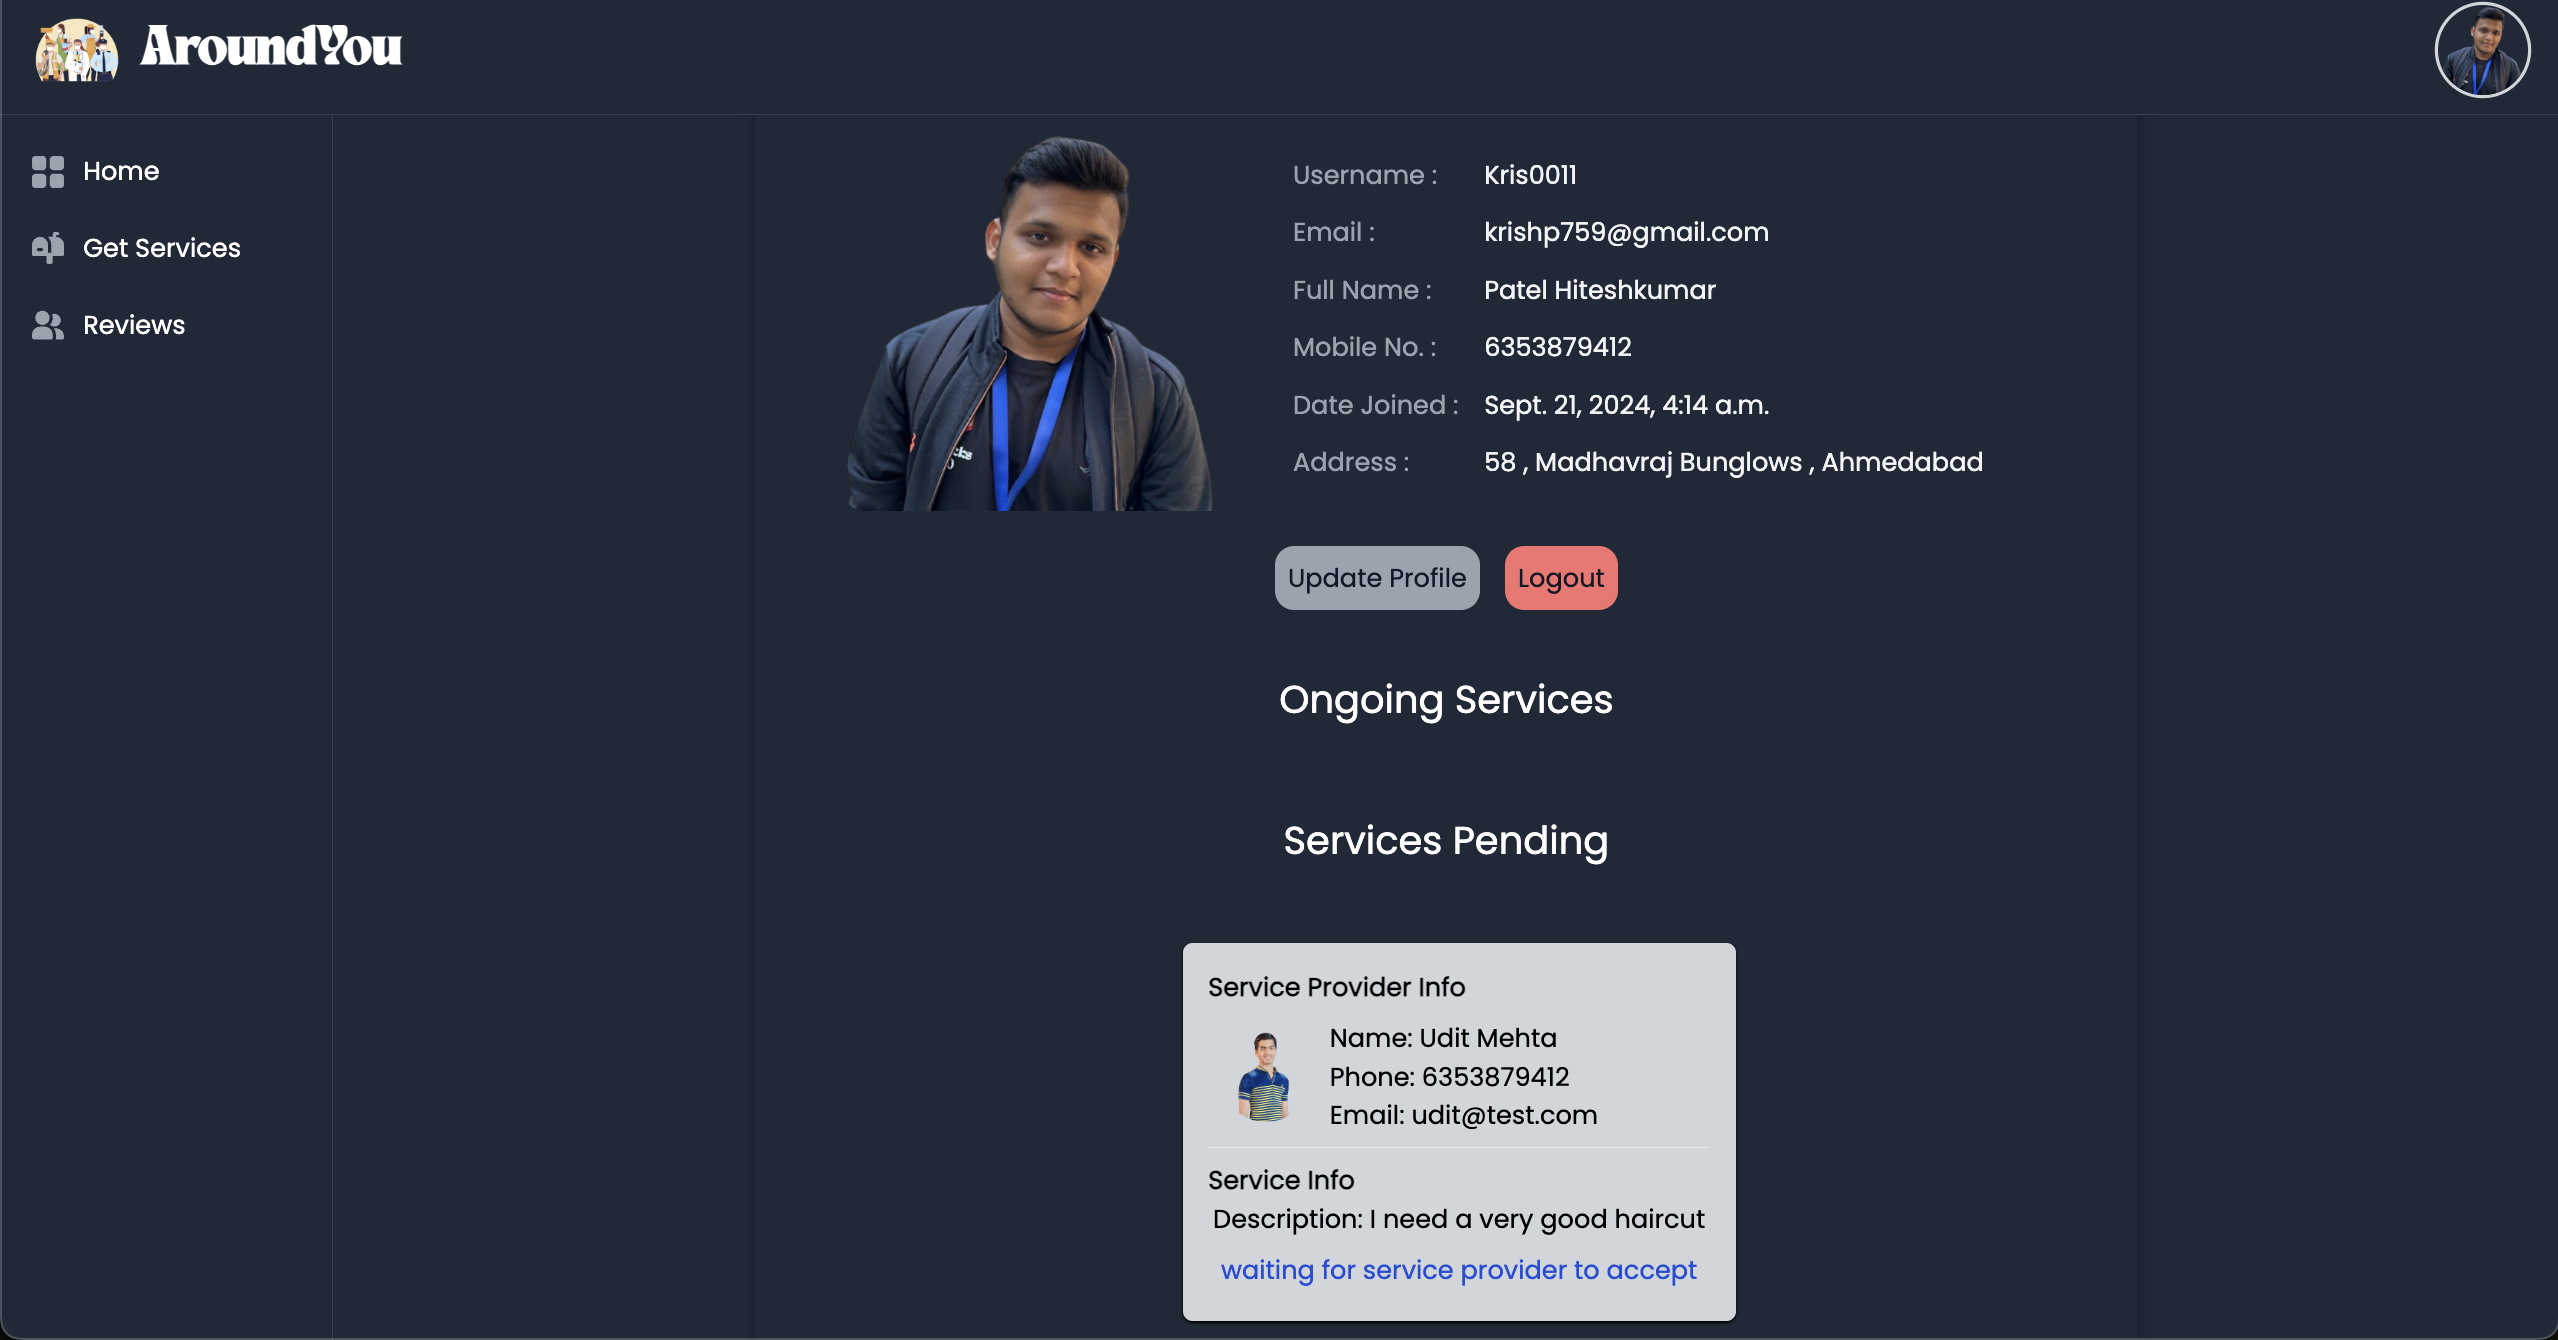 AroundYou
Home
Get Services
Reviews
Username : Kris0011
Email : krishp759@gmail.com
Full Name : Patel Hiteshkumar
Mobile No. : 6353879412
Date Joined : Sept. 21, 2024, 4:14 a.m.
Address : 58 , Madhavraj Bunglows , Ahmedabad
Update Profile Logout
Ongoing Services
Services Pending
Service Provider Info
Name: Udit Mehta
Phone: 6353879412
Email: udit@test.com
Service Info
Description: I need a very good haircut
waiting for service provider to accept